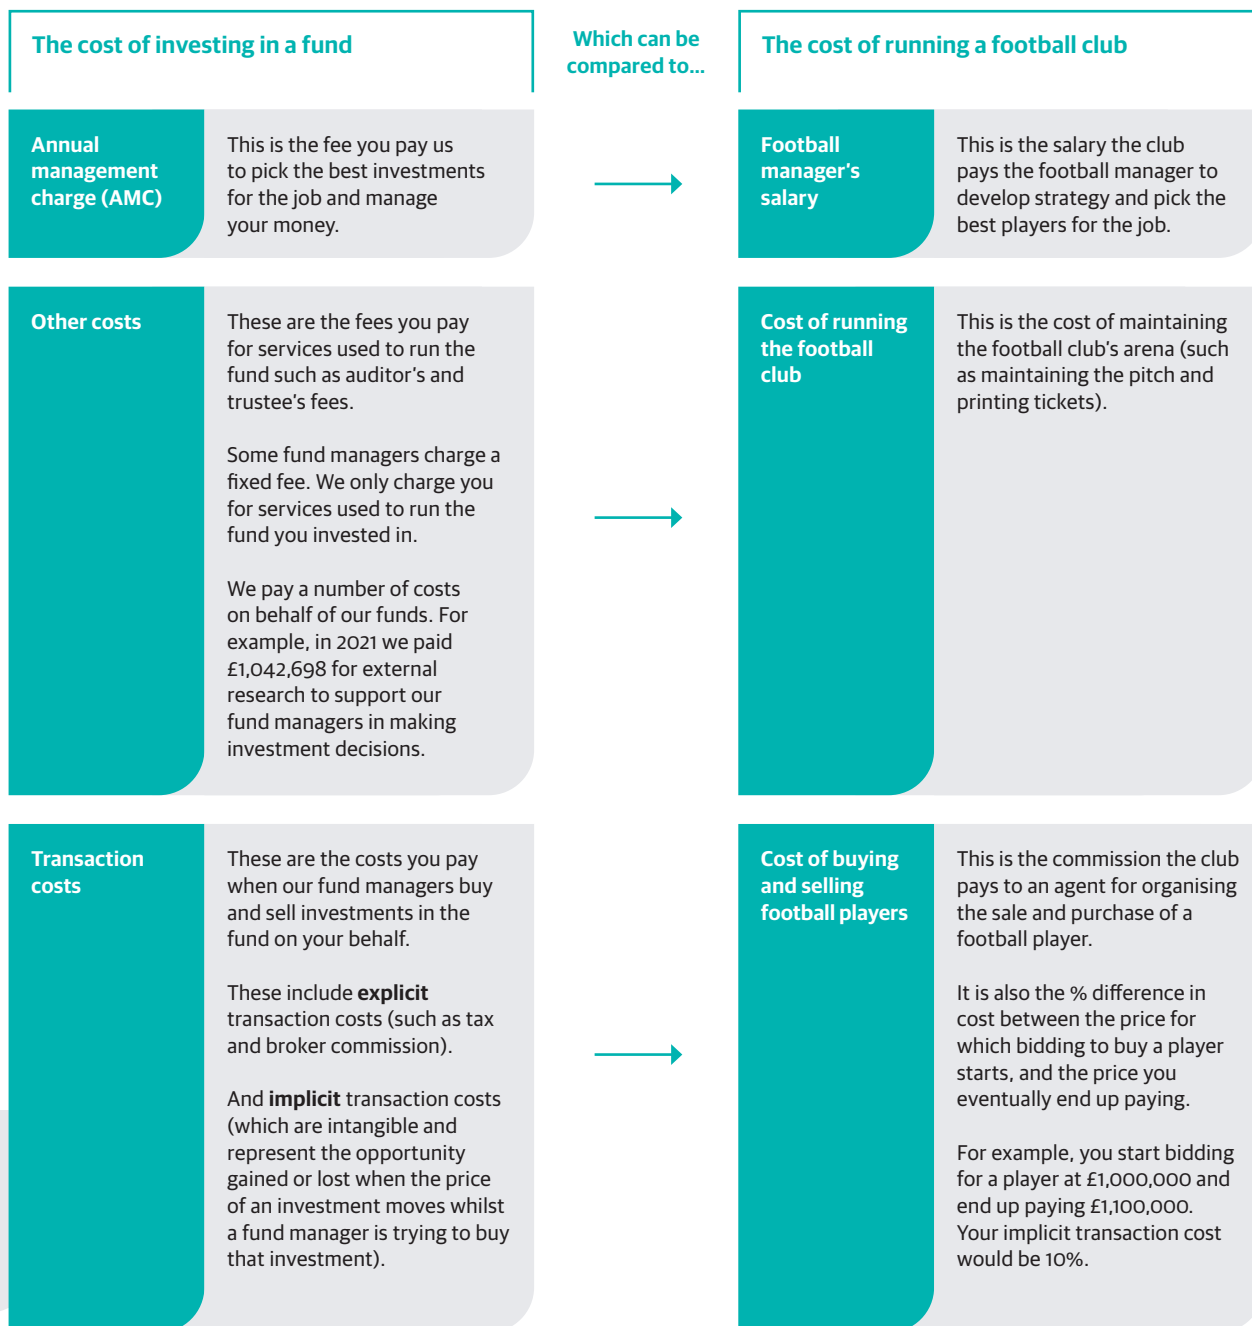 The cost of investing in a fund
Which can be
compared to...
The cost of running a football club
Annual
management
charge (AMC)
This is the fee you pay us
to pick the best investments
for the job and manage
your money.
Football
manager's
salary
This is the salary the club
pays the football manager to
develop strategy and pick the
best players for the job.
Other costs
These are the fees you pay
for services used to run the
fund such as auditor's and
trustee's fees.
Some fund managers charge a
fixed fee. We only charge you
for services used to run the
fund you invested in.
We pay a number of costs
on behalf of our funds. For
example, in 2021 we paid
£1,042,698 for external
research to support our
fund managers in making
investment decisions.
Cost of running
the football
club
This is the cost of maintaining
the football club's arena (such
as maintaining the pitch and
printing tickets).
Transaction
costs
These are the costs you pay
when our fund managers buy
and sell investments in the
fund on your behalf.
These include explicit
transaction costs (such as tax
and broker commission).
And implicit transaction costs
(which are intangible and
represent the opportunity
gained or lost when the price
of an investment moves whilst
a fund manager is trying to buy
that investment).
Cost of buying
and selling
football players
This is the commission the club
pays to an agent for organising
the sale and purchase of a
football player.
It is also the % difference in
cost between the price for
which bidding to buy a player
starts, and the price you
eventually end up paying.
For example, you start bidding
for a player at £1,000,000 and
end up paying £1,100,000.
Your implicit transaction cost
would be 10%.